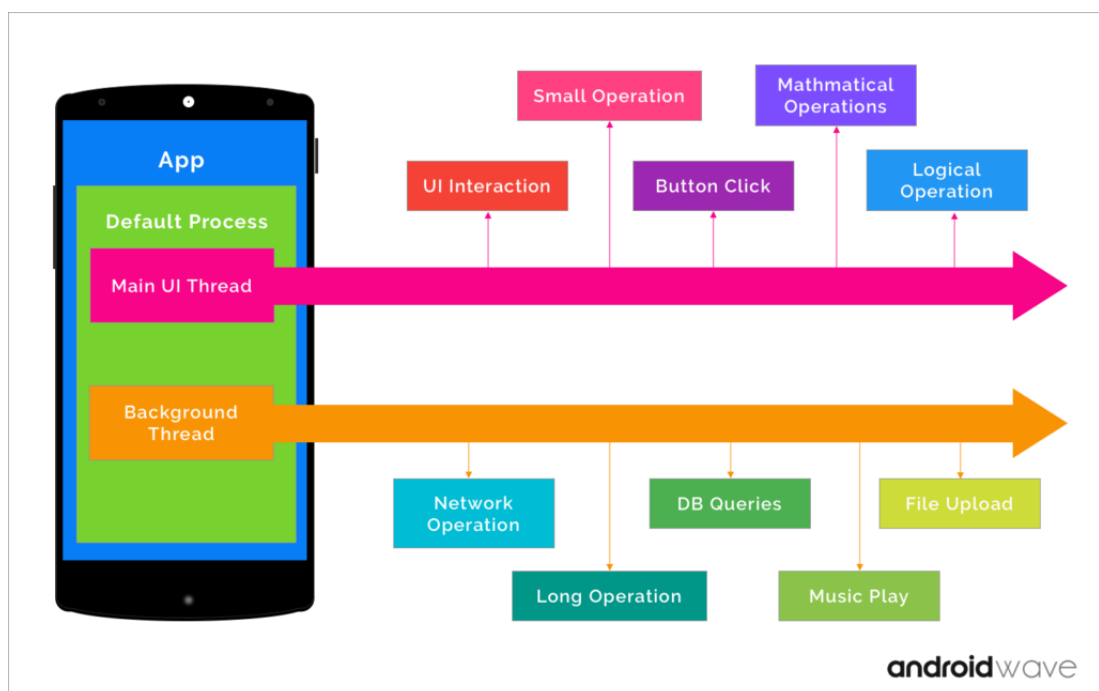 App
Default Process
Main UI Thread
Background
Thread
Small Operation
Mathmatical
Operations
UI Interaction
Button Click
Logical
Operation
Network
Operation
DB Queries
File Upload
Long Operation
Music Play
androidwave